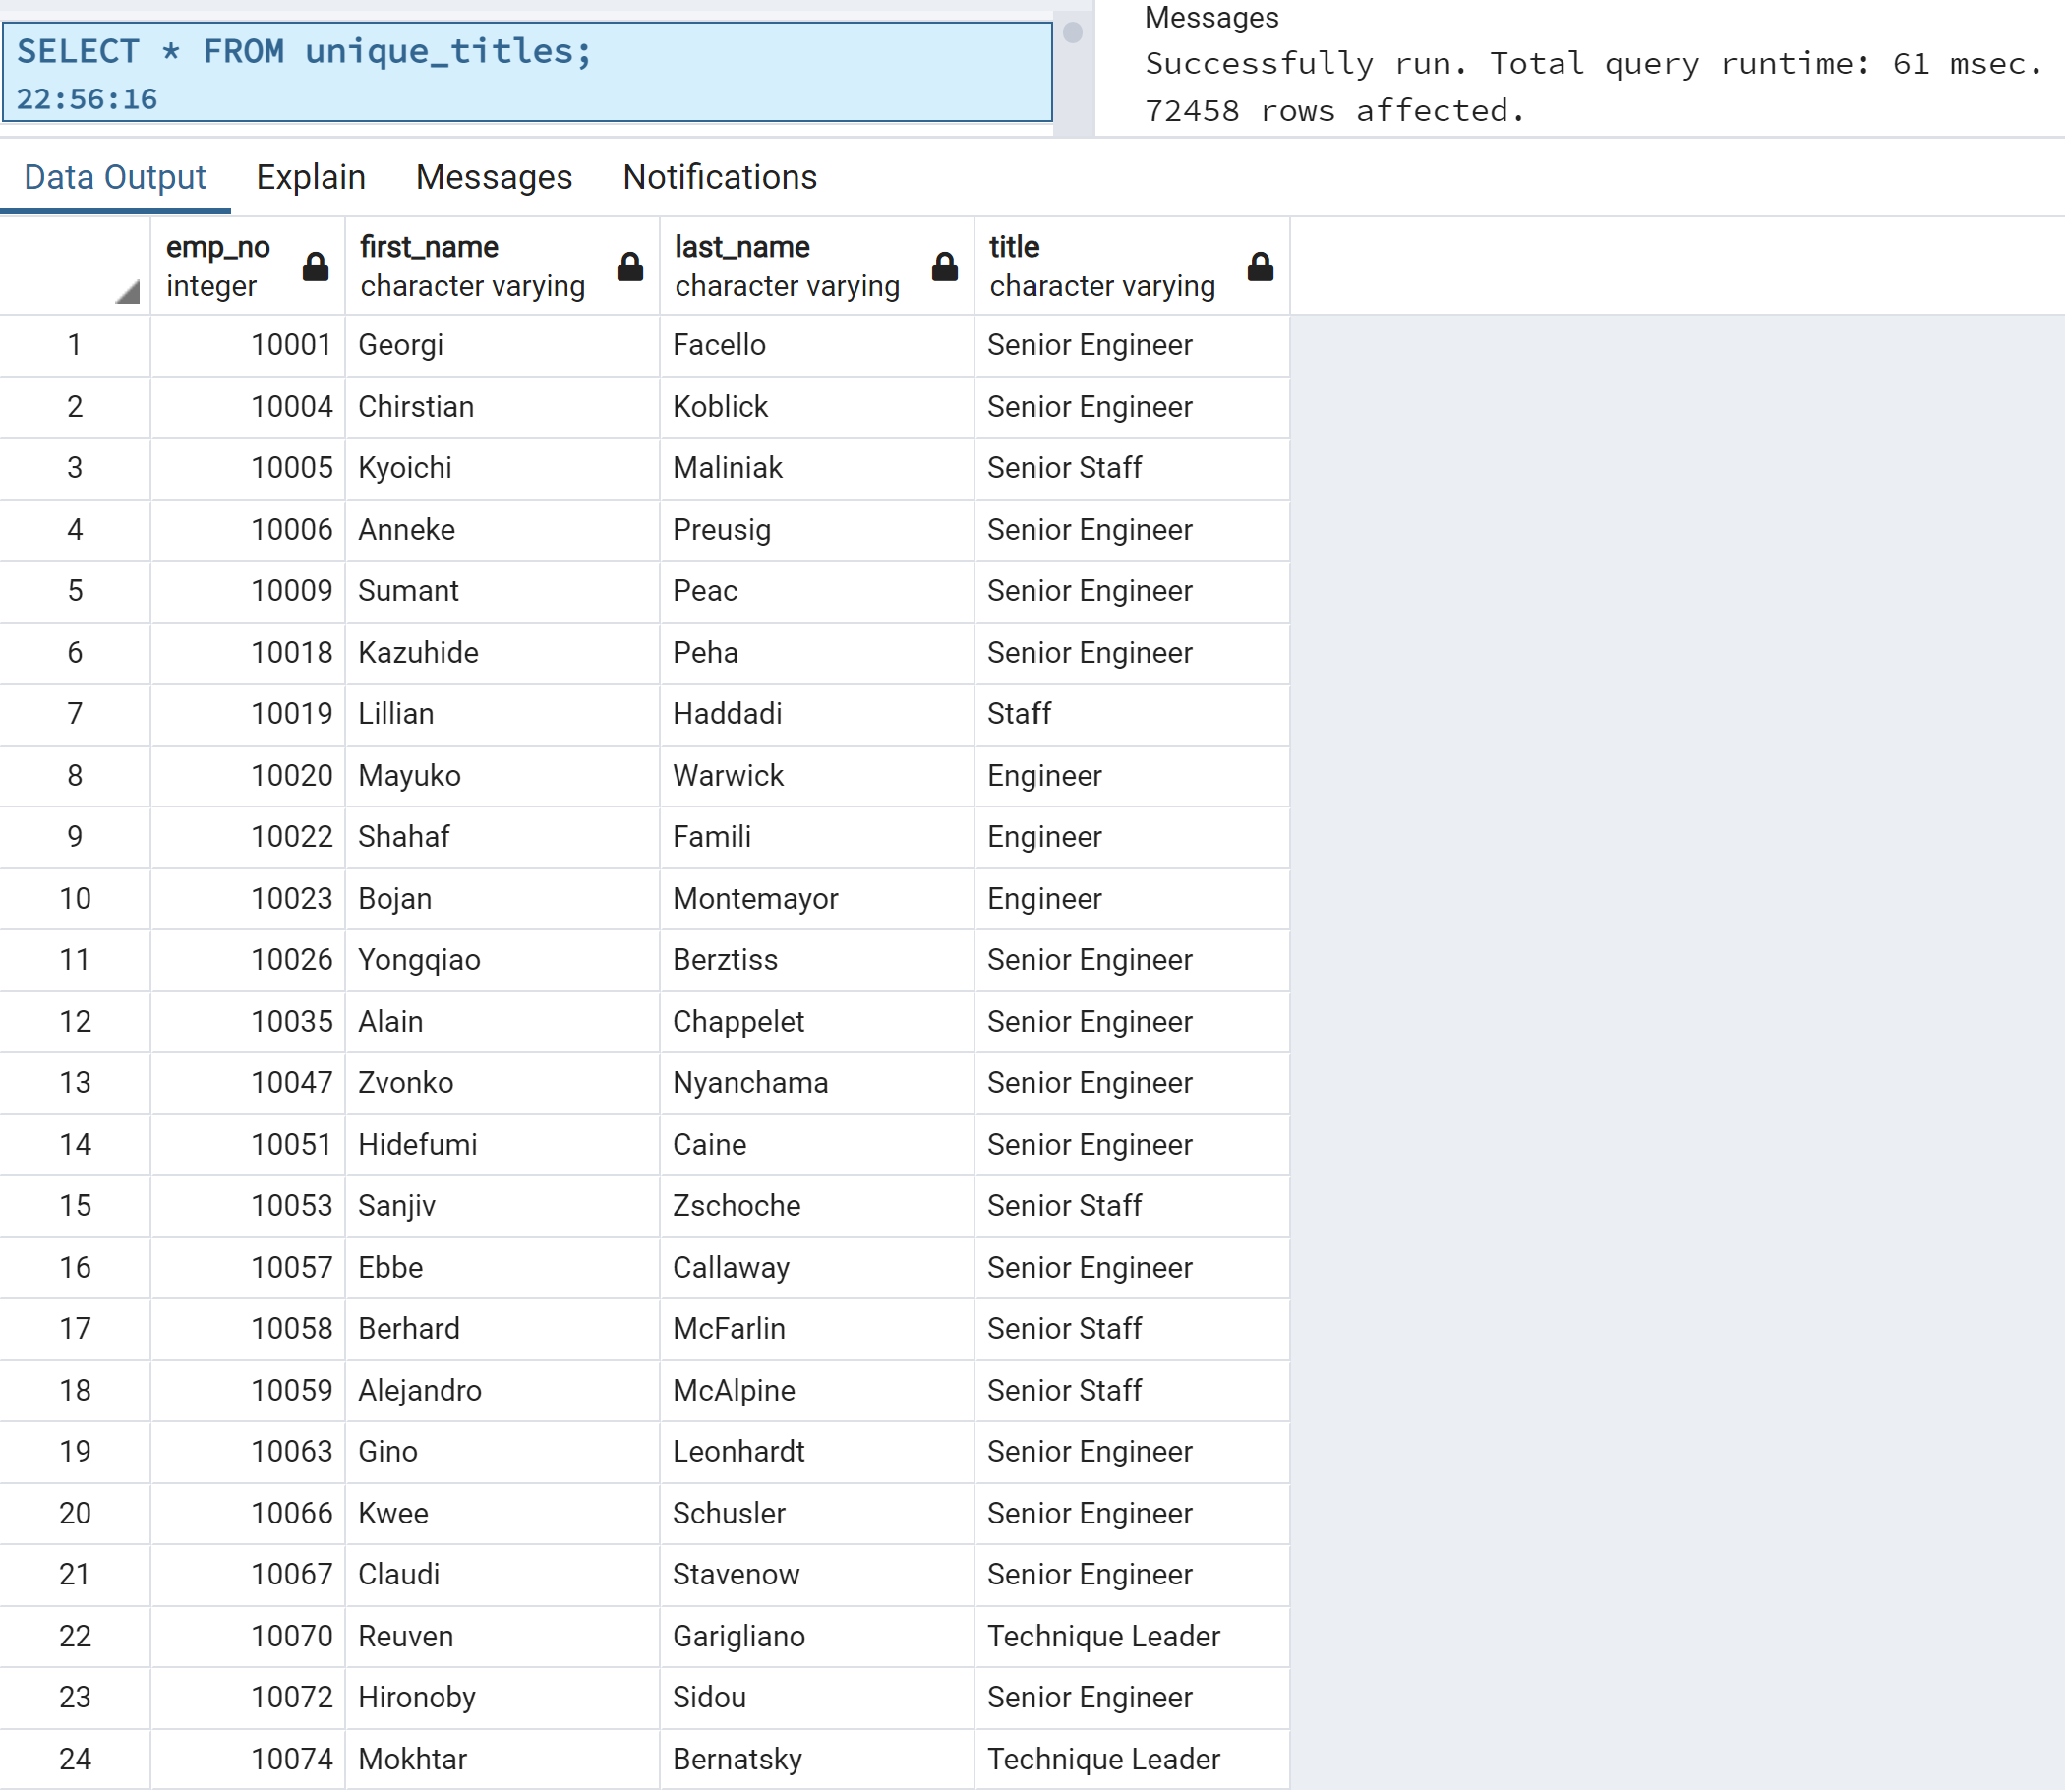 SELECT * FROM unique_titles;
22:56:16
Messages
Successfully run. Total query runtime: 61 msec.
72458 rows affected.
Data Output Explain Messages Notifications
emp_no first_name last_name title
integer character varying character varying character varying
1 10001 Georgi Facello Senior Engineer
2 10004 Chirstian Koblick Senior Engineer
3 10005 Kyoichi Maliniak Senior Staff
4 10006 Anneke Preusig Senior Engineer
5 10009 Sumant Peac Senior Engineer
6 10018 Kazuhide Peha Senior Engineer
7 10019 Lillian Haddadi Staff
8 10020 Mayuko Warwick Engineer
9 10022 Shahaf Famili Engineer
10 10023 Bojan Montemayor Engineer
11 10026 Yongqiao Berztiss Senior Engineer
12 10035 Alain Chappelet Senior Engineer
13 10047 Zvonko Nyanchama Senior Engineer
14 10051 Hidefumi Caine Senior Engineer
15 10053 Sanjiv Zschoche Senior Staff
16 10057 Ebbe Callaway Senior Engineer
17 10058 Berhard McFarlin Senior Staff
18 10059 Alejandro McAlpine Senior Staff
19 10063 Gino Leonhardt Senior Engineer
20 10066 Kwee Schusler Senior Engineer
21 10067 Claudi Stavenow Senior Engineer
22 10070 Reuven Garigliano Technique Leader
23 10072 Hironoby Sidou Senior Engineer
24 10074 Mokhtar Bernatsky Technique Leader